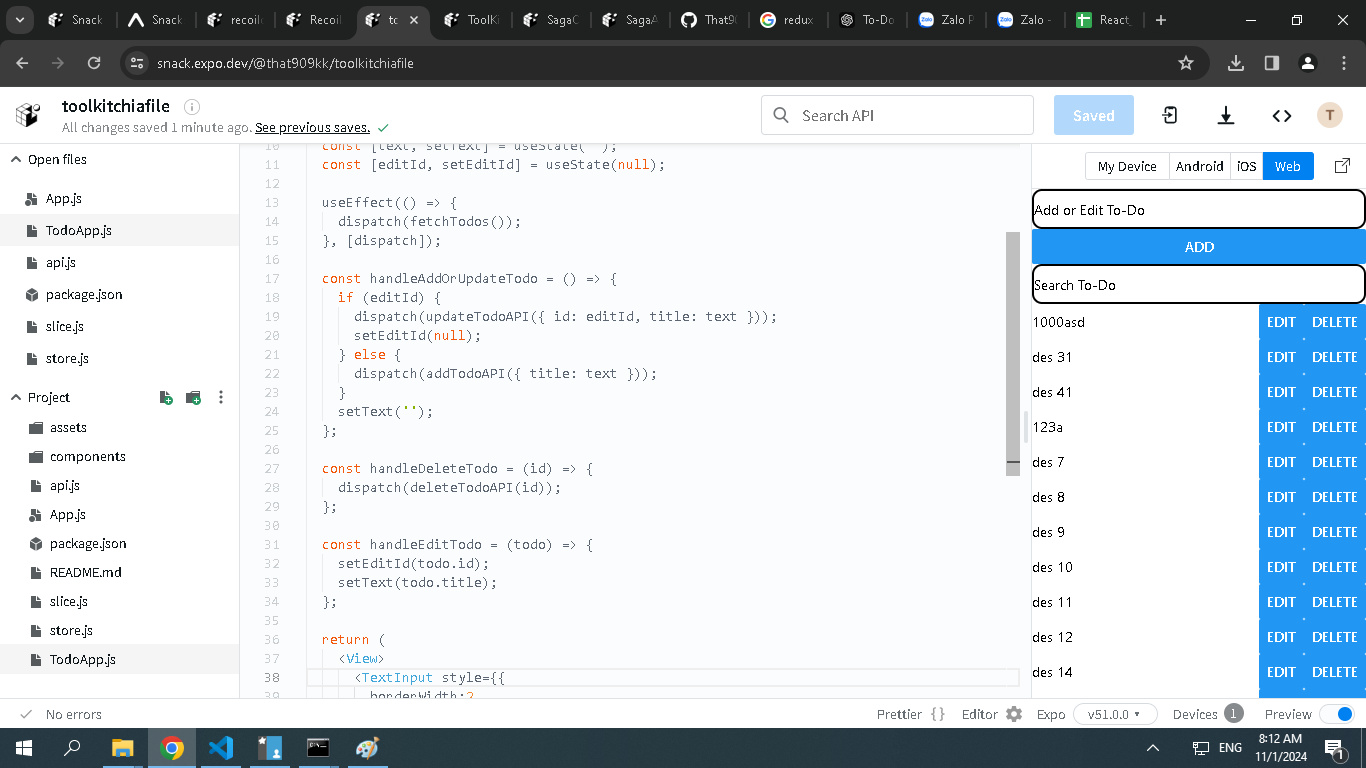 Snack
Snack
recoil
Recoil
to
ToolKi
SagaC
SagaA
That90
redux
To-Do
Zalo P
Zalo -
React_
snack.expo.dev/@that909kk/toolkitchiafile
toolkitchiafile
All changes saved 1 minute ago. See previous saves.
Search API
Saved
T
Open files
App.js
TodoApp.js
api.js
package.json
slice.js
store.js
Project
assets
components
api.js
App.js
package.json
README.md
slice.js
store.js
TodoApp.js
10 const [text, setText] = useState('');
11 const [editId, setEditId] = useState(null);
12
13 useEffect(() => {
14 dispatch(fetchTodos());
15 }, [dispatch]);
16
17 const handleAddOrUpdateTodo = () => {
18 if (editId) {
19 dispatch(updateTodoAPI({ id: editId, title: text }));
20 setEditId(null);
21 } else {
22 dispatch(addTodoAPI({ title: text }));
23 }
24 setText('');
25 };
26
27 const handleDeleteTodo = (id) => {
28 dispatch(deleteTodoAPI(id));
29 };
30
31 const handleEditTodo = (todo) => {
32 setEditId(todo.id);
33 setText(todo.title);
34 };
35
36 return (
37 <View>
38 <TextInput style={{
39 borderWidth:2
My Device Android iOS Web
Add or Edit To-Do
ADD
Search To-Do
1000asd EDIT DELETE
des 31 EDIT DELETE
des 41 EDIT DELETE
123a EDIT DELETE
des 7 EDIT DELETE
des 8 EDIT DELETE
des 9 EDIT DELETE
des 10 EDIT DELETE
des 11 EDIT DELETE
des 12 EDIT DELETE
des 14 EDIT DELETE
No errors
Prettier {} Editor Expo v51.0.0 Devices 1 Preview
ENG
8:12 AM
11/1/2024
1